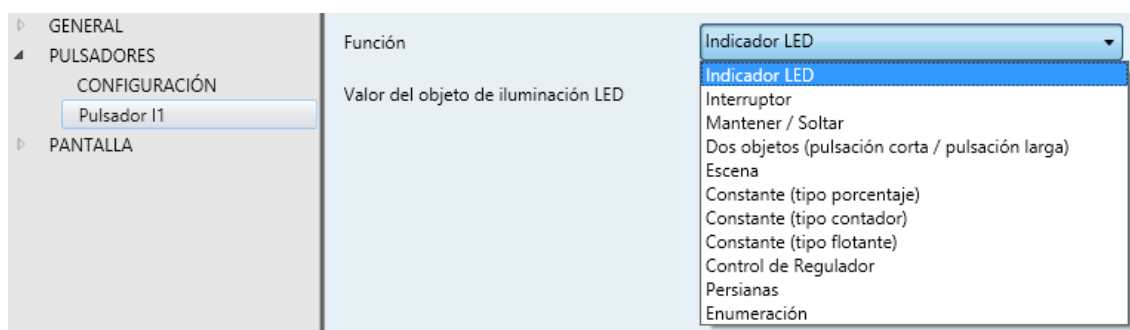 GENERAL
PULSADORES
CONFIGURACIÓN
Pulsador I1
PANTALLA
Función
Indicador LED
Valor del objeto de iluminación LED
Indicador LED
Interruptor
Mantener / Soltar
Dos objetos (pulsación corta / pulsación larga)
Escena
Constante (tipo porcentaje)
Constante (tipo contador)
Constante (tipo flotante)
Control de Regulador
Persianas
Enumeración